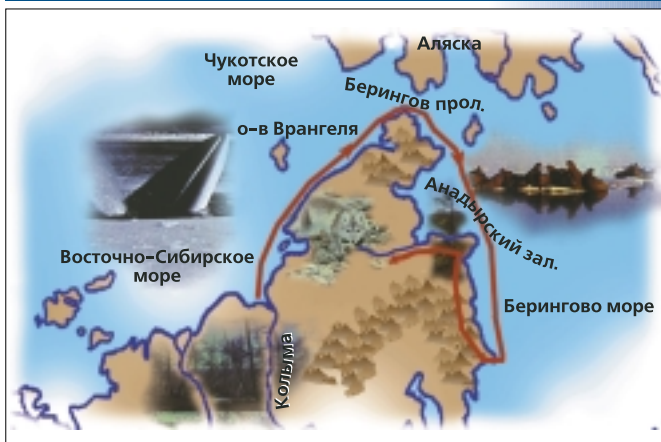 Аляска
Чукотское
море
Берингов прол.
о-в Врангеля
Анадырский зал.
Восточно-Сибирское
море
Берингово море
Колыма